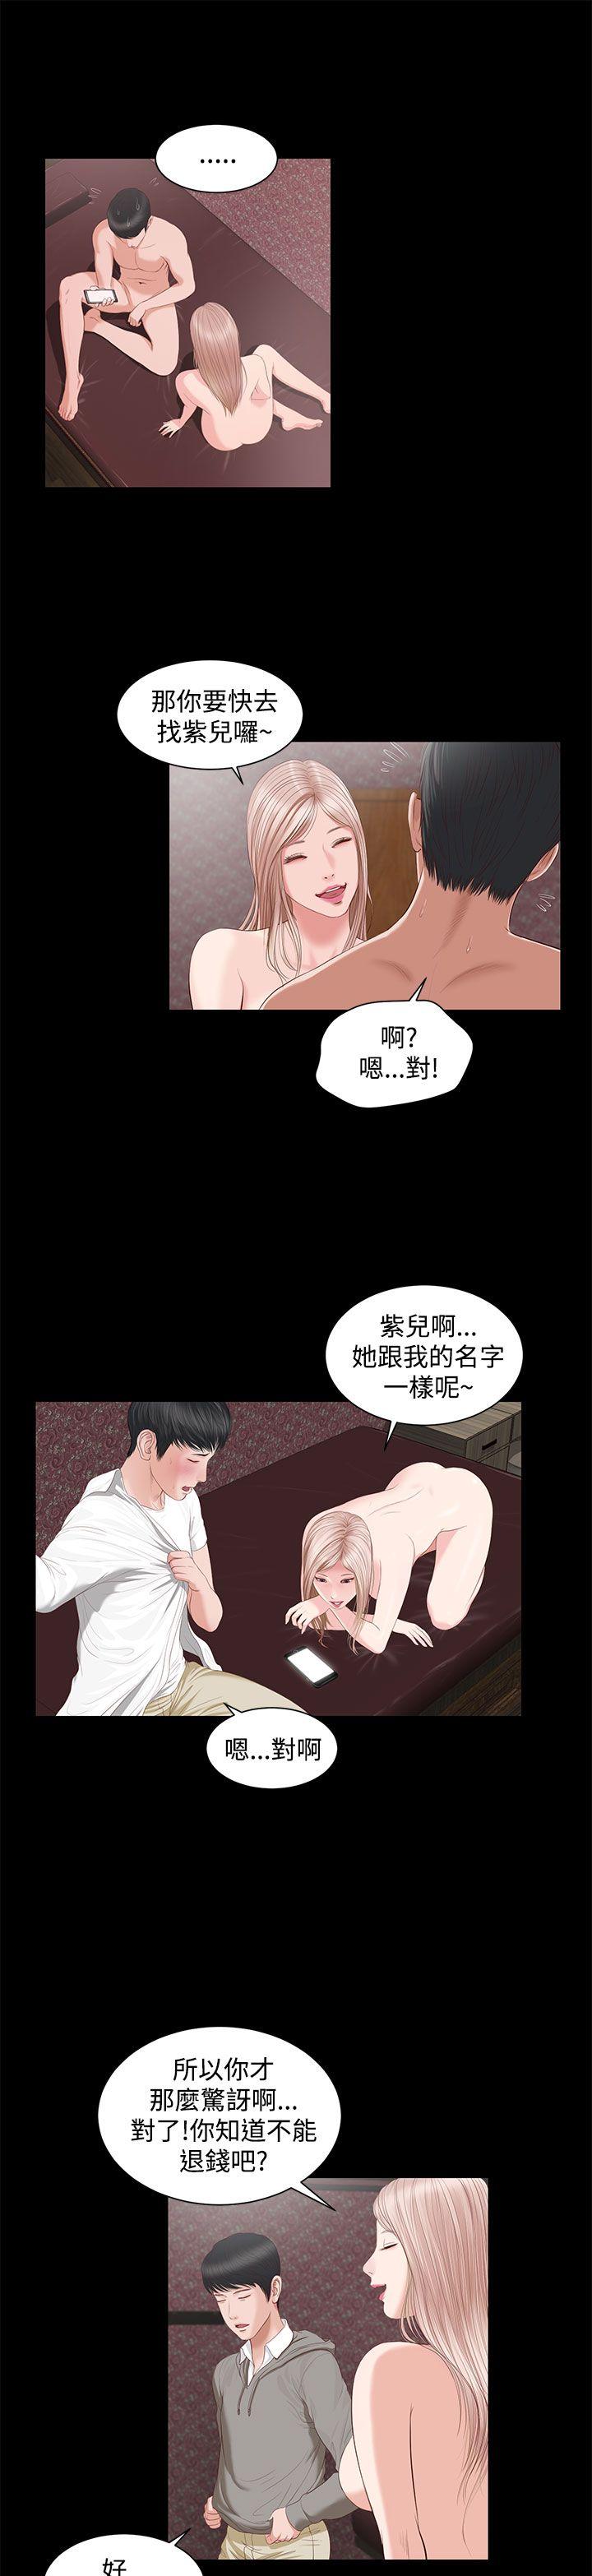 .....
那你要快去
找紫兒囉~
啊?
嗯...對!
紫兒啊...
她跟我的名字
一樣呢~
嗯...對啊
所以你才
那麼驚訝啊...
對了!你知道不能
退錢吧?
好